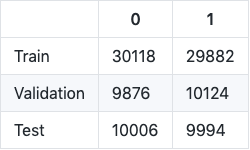 0 1
Train 30118 29882
Validation 9876 10124
Test 10006 9994